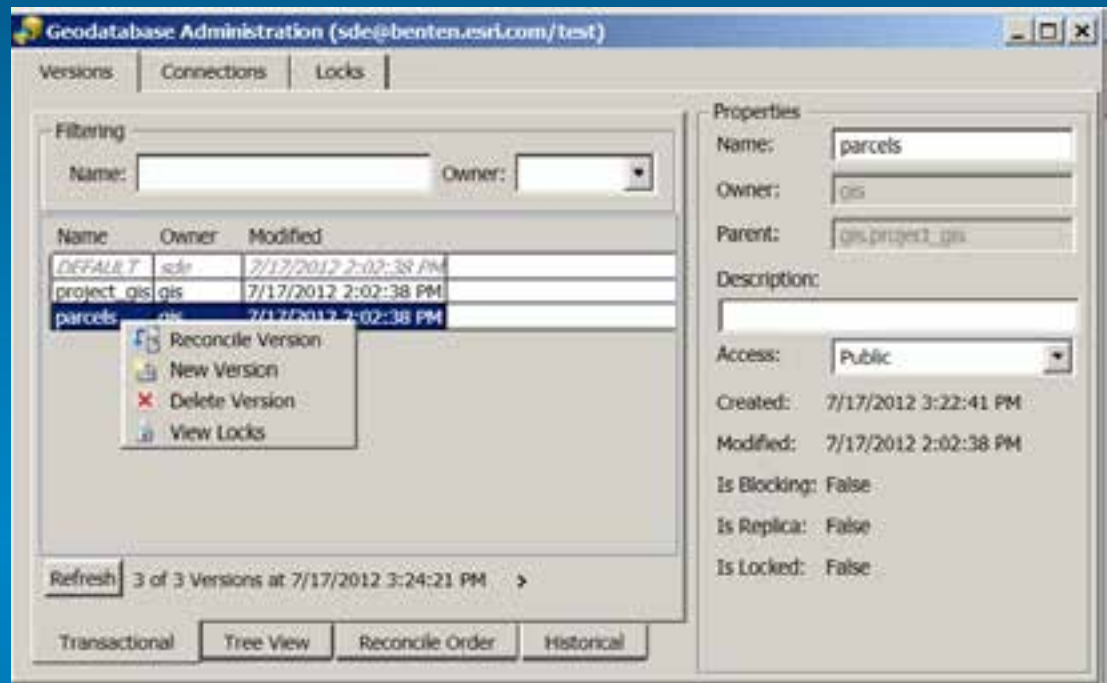 Geodatabase Administration (sde@benten.esri.com/test)
Versions Connections Locks
Filtering
Name: Owner:
Name Owner Modified
DEFAULT sde 7/17/2012 2:02:38 PM
project_gis gis 7/17/2012 2:02:38 PM
parcels gis 7/17/2012 2:02:38 PM
Reconcile Version
New Version
Delete Version
View Locks
Refresh 3 of 3 Versions at 7/17/2012 3:24:21 PM >
Transactional Tree View Reconcile Order Historical
Properties
Name: parcels
Owner: gis
Parent: gis.project_gis
Description:
Access: Public
Created: 7/17/2012 3:22:41 PM
Modified: 7/17/2012 2:02:38 PM
Is Blocking: False
Is Replica: False
Is Locked: False